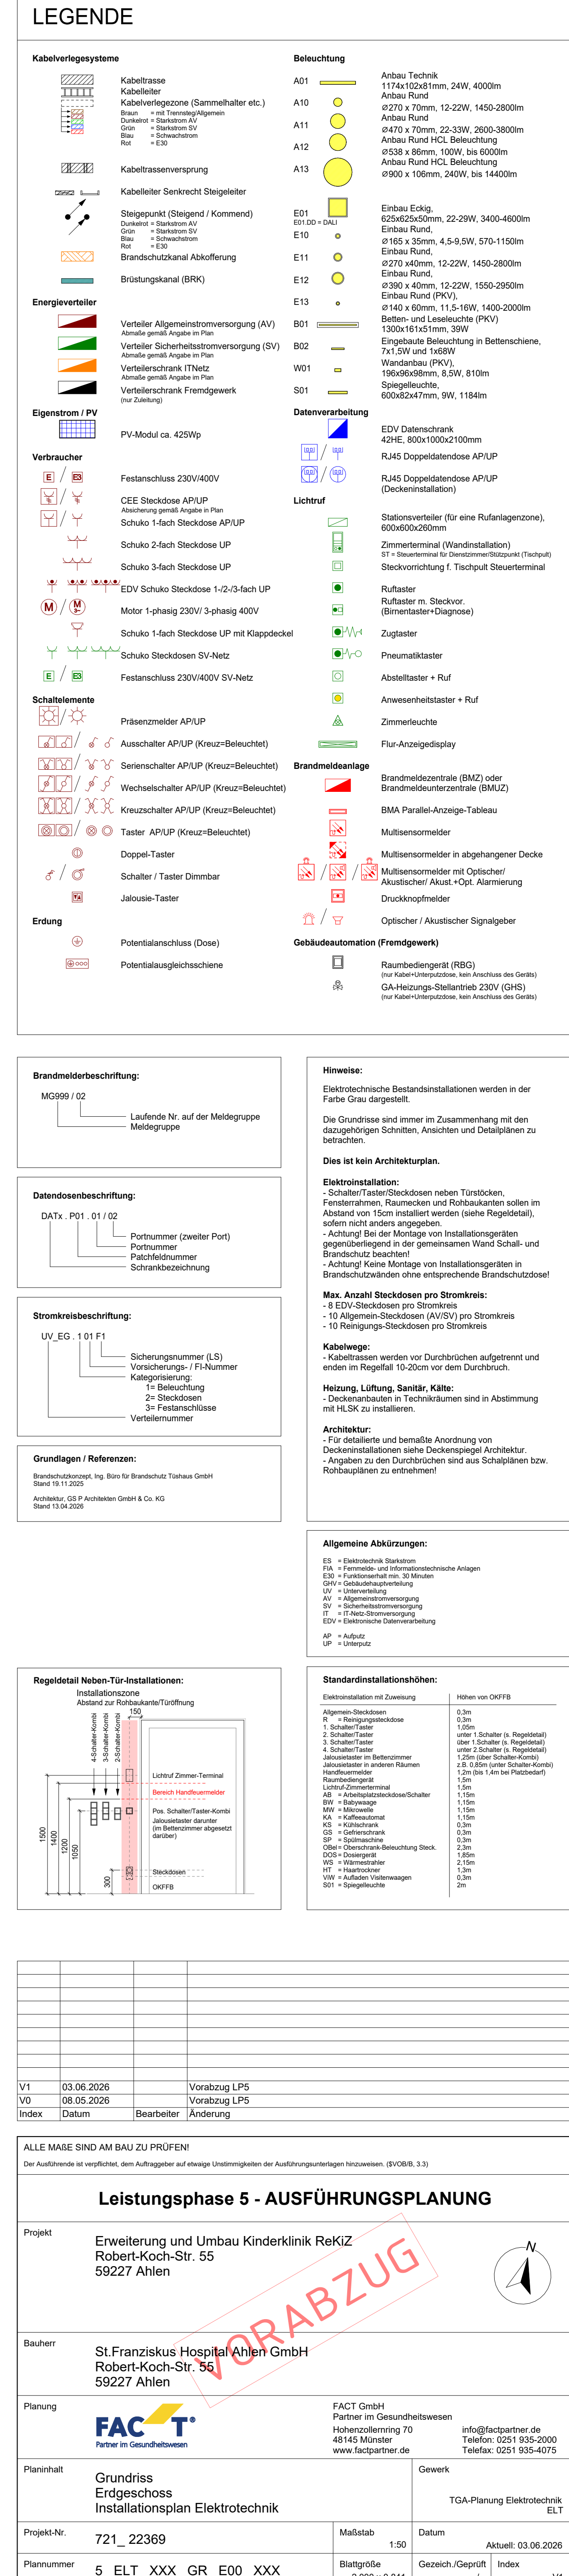 LEGENDE
Kabelverlegesysteme
Kabeltrasse
Kabelleiter
Kabelverlegezone (Sammelhalter etc.)
Braun = mit Trennsteg/Allgemein
Dunkelrot = Starkstrom AV
Grün = Starkstrom SV
Blau = Schwachstrom
Rot = E30
Kabeltrassenversprung
Kabelleiter Senkrecht Steigeleiter
Steigepunkt (Steigend / Kommend)
Dunkelrot = Starkstrom AV
Grün = Starkstrom SV
Blau = Schwachstrom
Rot = E30
Brandschutzkanal Abkofferung
Brüstungskanal (BRK)
Energieverteiler
Verteiler Allgemeinstromversorgung (AV)
Abmaße gemäß Angabe im Plan
Verteiler Sicherheitsstromversorgung (SV)
Abmaße gemäß Angabe im Plan
Verteilerschrank ITNetz
Abmaße gemäß Angabe im Plan
Verteilerschrank Fremdgewerk
(nur Zuleitung)
Eigenstrom / PV
PV-Modul ca. 425Wp
Verbraucher
E / E3 Festanschluss 230V/400V
CEE Steckdose AP/UP
Absicherung gemäß Angabe in Plan
Schuko 1-fach Steckdose AP/UP
Schuko 2-fach Steckdose UP
Schuko 3-fach Steckdose UP
EDV Schuko Steckdose 1-/2-/3-fach UP
M / M 3~ Motor 1-phasig 230V/ 3-phasig 400V
Schuko 1-fach Steckdose UP mit Klappdeckel
Schuko Steckdosen SV-Netz
E / E3 Festanschluss 230V/400V SV-Netz
Schaltelemente
Präsenzmelder AP/UP
Ausschalter AP/UP (Kreuz=Beleuchtet)
Serienschalter AP/UP (Kreuz=Beleuchtet)
Wechselschalter AP/UP (Kreuz=Beleuchtet)
Kreuzschalter AP/UP (Kreuz=Beleuchtet)
Taster AP/UP (Kreuz=Beleuchtet)
Doppel-Taster
Schalter / Taster Dimmbar
Jalousie-Taster
Erdung
Potentialanschluss (Dose)
Potentialausgleichsschiene
Beleuchtung
A01 Anbau Technik
1174x102x81mm, 24W, 4000lm
A10 Anbau Rund
∅270 x 70mm, 12-22W, 1450-2800lm
A11 Anbau Rund
∅470 x 70mm, 22-33W, 2600-3800lm
A12 Anbau Rund HCL Beleuchtung
∅538 x 86mm, 100W, bis 6000lm
A13 Anbau Rund HCL Beleuchtung
∅900 x 106mm, 240W, bis 14400lm
E01 Einbau Eckig,
E01.DD = DALI
625x625x50mm, 22-29W, 3400-4600lm
E10 Einbau Rund,
∅165 x 35mm, 4,5-9,5W, 570-1150lm
E11 Einbau Rund,
∅270 x40mm, 12-22W, 1450-2800lm
E12 Einbau Rund,
∅390 x 40mm, 12-22W, 1550-2950lm
E13 Einbau Rund (PKV),
∅140 x 60mm, 11,5-16W, 1400-2000lm
B01 Betten- und Leseleuchte (PKV)
1300x161x51mm, 39W
B02 Eingebaute Beleuchtung in Bettenschiene,
7x1,5W und 1x68W
W01 Wandanbau (PKV),
196x96x98mm, 8,5W, 810lm
S01 Spiegelleuchte,
600x82x47mm, 9W, 1184lm
Datenverarbeitung
EDV Datenschrank
42HE, 800x1000x2100mm
RJ45 Doppeldatendose AP/UP
RJ45 Doppeldatendose AP/UP
(Deckeninstallation)
Lichtruf
Stationsverteiler (für eine Rufanlagenzone),
600x600x260mm
Zimmerterminal (Wandinstallation)
ST = Steuerterminal für Dienstzimmer/Stützpunkt (Tischpult)
Steckvorrichtung f. Tischpult Steuerterminal
Ruftaster
Ruftaster m. Steckvor.
(Birnentaster+Diagnose)
Zugtaster
Pneumatiktaster
Abstelltaster + Ruf
Anwesenheitstaster + Ruf
Zimmerleuchte
Flur-Anzeigedisplay
Brandmeldeanlage
Brandmeldezentrale (BMZ) oder
Brandmeldeunterzentrale (BMUZ)
BMA Parallel-Anzeige-Tableau
Multisensormelder
Multisensormelder in abgehangener Decke
Multisensormelder mit Optischer/
Akustischer/ Akust.+Opt. Alarmierung
Druckknopfmelder
Optischer / Akustischer Signalgeber
Gebäudeautomation (Fremdgewerk)
Raumbediengerät (RBG)
(nur Kabel+Unterputzdose, kein Anschluss des Geräts)
GA-Heizungs-Stellantrieb 230V (GHS)
(nur Kabel+Unterputzdose, kein Anschluss des Geräts)
Brandmelderbeschriftung:
MG999 / 02
Laufende Nr. auf der Meldegruppe
Meldegruppe
Datendosenbeschriftung:
DATx . P01 . 01 / 02
Portnummer (zweiter Port)
Portnummer
Patchfeldnummer
Schrankbezeichnung
Stromkreisbeschriftung:
UV_EG . 1 01 F1
Sicherungsnummer (LS)
Vorsicherungs- / FI-Nummer
Kategorisierung:
1= Beleuchtung
2= Steckdosen
3= Festanschlüsse
Verteilernummer
Grundlagen / Referenzen:
Brandschutzkonzept, Ing. Büro für Brandschutz Tüshaus GmbH
Stand 19.11.2025
Architektur, GS P Architekten GmbH & Co. KG
Stand 13.04.2026
Hinweise:
Elektrotechnische Bestandsinstallationen werden in der
Farbe Grau dargestellt.
Die Grundrisse sind immer im Zusammenhang mit den
dazugehörigen Schnitten, Ansichten und Detailplänen zu
betrachten.
Dies ist kein Architekturplan.
Elektroinstallation:
- Schalter/Taster/Steckdosen neben Türstöcken,
Fensterrahmen, Raumecken und Rohbaukanten sollen im
Abstand von 15cm installiert werden (siehe Regeldetail),
sofern nicht anders angegeben.
- Achtung! Bei der Montage von Installationsgeräten
gegenüberliegend in der gemeinsamen Wand Schall- und
Brandschutz beachten!
- Achtung! Keine Montage von Installationsgeräten in
Brandschutzwänden ohne entsprechende Brandschutzdose!
Max. Anzahl Steckdosen pro Stromkreis:
- 8 EDV-Steckdosen pro Stromkreis
- 10 Allgemein-Steckdosen (AV/SV) pro Stromkreis
- 10 Reinigungs-Steckdosen pro Stromkreis
Kabelwege:
- Kabeltrassen werden vor Durchbrüchen aufgetrennt und
enden im Regelfall 10-20cm vor dem Durchbruch.
Heizung, Lüftung, Sanitär, Kälte:
- Deckenanbauten in Technikräumen sind in Abstimmung
mit HLSK zu installieren.
Architektur:
- Für detailierte und bemaßte Anordnung von
Deckeninstallationen siehe Deckenspiegel Architektur.
- Angaben zu den Durchbrüchen sind aus Schalplänen bzw.
Rohbauplänen zu entnehmen!
Allgemeine Abkürzungen:
ES = Elektrotechnik Starkstrom
FIA = Fernmelde- und Informationstechnische Anlagen
E30 = Funktionserhalt min. 30 Minuten
GHV = Gebäudehauptverteilung
UV = Unterverteilung
AV = Allgemeinstromversorgung
SV = Sicherheitsstromversorgung
IT = IT-Netz-Stromversorgung
EDV = Elektronische Datenverarbeitung
AP = Aufputz
UP = Unterputz
Regeldetail Neben-Tür-Installationen:
Installationszone
Abstand zur Rohbaukante/Türöffnung
150
4-Schalter-Kombi
3-Schalter-Kombi
2-Schalter-Kombi
Lichtruf Zimmer-Terminal
Bereich Handfeuermelder
Pos. Schalter/Taster-Kombi
Jalousietaster darunter
(im Bettenzimmer abgesetzt
darüber)
Steckdosen
OKFFB
1500
1400
1200
1050
300
Standardinstallationshöhen:
Elektroinstallation mit Zuweisung Höhen von OKFFB
Allgemein-Steckdosen 0,3m
R = Reinigungssteckdose 0,3m
1. Schalter/Taster 1,05m
2. Schalter/Taster unter 1.Schalter (s. Regeldetail)
3. Schalter/Taster über 1.Schalter (s. Regeldetail)
4. Schalter/Taster unter 2.Schalter (s. Regeldetail)
Jalousietaster im Bettenzimmer 1,25m (über Schalter-Kombi)
Jalousietaster in anderen Räumen z.B. 0,85m (unter Schalter-Kombi)
Handfeuermelder 1,2m (bis 1,4m bei Platzbedarf)
Raumbediengerät 1,5m
Lichtruf-Zimmerterminal 1,5m
AB = Arbeitsplatzsteckdose/Schalter 1,15m
BW = Babywaage 1,15m
MW = Mikrowelle 1,15m
KA = Kaffeeautomat 1,15m
KS = Kühlschrank 0,3m
GS = Gefrierschrank 0,3m
SP = Spülmaschine 0,3m
OBel = Oberschrank-Beleuchtung Steck. 2,3m
DOS = Dosiergerät 1,85m
WS = Wärmestrahler 2,15m
HT = Haartrockner 1,3m
VIW = Aufladen Visitenwaagen 0,3m
S01 = Spiegelleuchte 2m
V1 03.06.2026 Vorabzug LP5
V0 08.05.2026 Vorabzug LP5
Index Datum Bearbeiter Änderung
ALLE MAßE SIND AM BAU ZU PRÜFEN!
Der Ausführende ist verpflichtet, dem Auftraggeber auf etwaige Unstimmigkeiten der Ausführungsunterlagen hinzuweisen. ($VOB/B, 3.3)
Leistungsphase 5 - AUSFÜHRUNGSPLANUNG
Projekt
Erweiterung und Umbau Kinderklinik ReKiZ
Robert-Koch-Str. 55
59227 Ahlen
N
VORABZUG
Bauherr
St.Franziskus Hospital Ahlen GmbH
Robert-Koch-Str. 55
59227 Ahlen
Planung
FACT
Partner im Gesundheitswesen
FACT GmbH
Partner im Gesundheitswesen
Hohenzollernring 70 info@factpartner.de
48145 Münster Telefon: 0251 935-2000
www.factpartner.de Telefax: 0251 935-4075
Planinhalt
Grundriss
Erdgeschoss
Installationsplan Elektrotechnik
Gewerk
TGA-Planung Elektrotechnik
ELT
Projekt-Nr.
721_ 22369
Maßstab
1:50
Datum
Aktuell: 03.06.2026
Plannummer
5_ELT_XXX_GR_E00_XXX
Blattgröße
Gezeich./Geprüft
Index